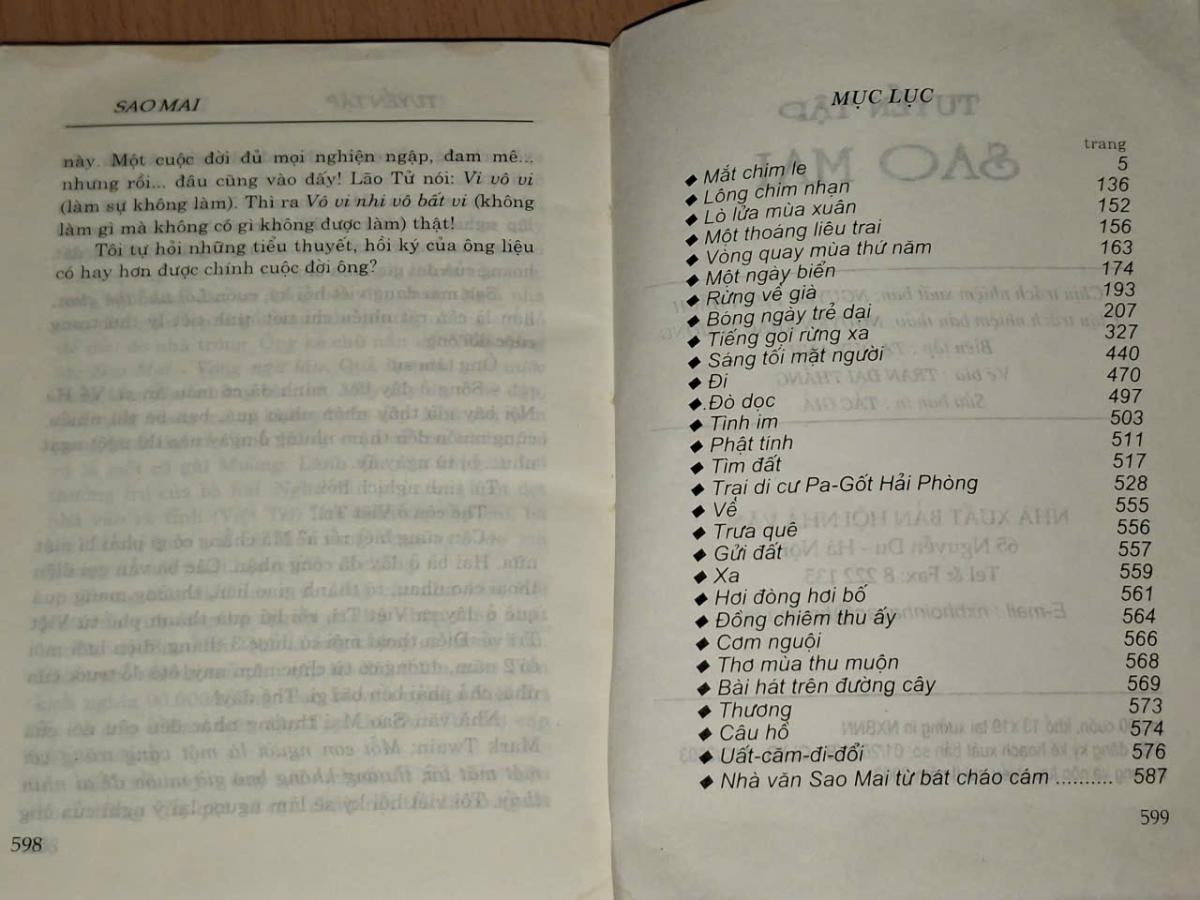 SAO MAI
này. Một cuộc đời đủ mọi nghiện ngập, đam mê...
nhưng rồi... đâu cũng vào đấy! Lão Tử nói: Vi vô vi
(làm sự không làm). Thì ra Vô vi nhi vô bất vi (không
làm gì mà không có gì không được làm) thật!
Tôi tự hỏi những tiểu thuyết, hồi ký của ông liệu
có hay hơn được chính cuộc đời ông?
598
MỤC LỤC
trang
◆ Mắt chim le 5
◆ Lông chim nhạn 136
◆ Lò lửa mùa xuân 152
◆ Một thoáng liêu trai 156
◆ Vòng quay mùa thứ năm 163
◆ Một ngày biển 174
◆ Rừng về già 193
◆ Bóng ngày trẻ dại 207
◆ Tiếng gọi rừng xa 327
◆ Sáng tối mặt người 440
◆ Đi 470
◆ .Đò dọc 497
◆ Tình im 503
◆ Phật tính 511
◆ Tìm đất 517
◆ Trại di cư Pa-Gốt Hải Phòng 528
◆ Về 555
◆ Trưa quê 556
◆ Gửi đất 557
◆ Xa 559
◆ Hơi đòng hơi bố 561
◆ Đồng chiêm thu ấy 564
◆ Cơm nguội 566
◆ Thơ mùa thu muộn 568
◆ Bài hát trên đường cây 569
◆ Thương 573
◆ Câu hồ 574
◆ Uất-căm-đi-đổi 576
◆ Nhà văn Sao Mai từ bát cháo cám .......... 587
599